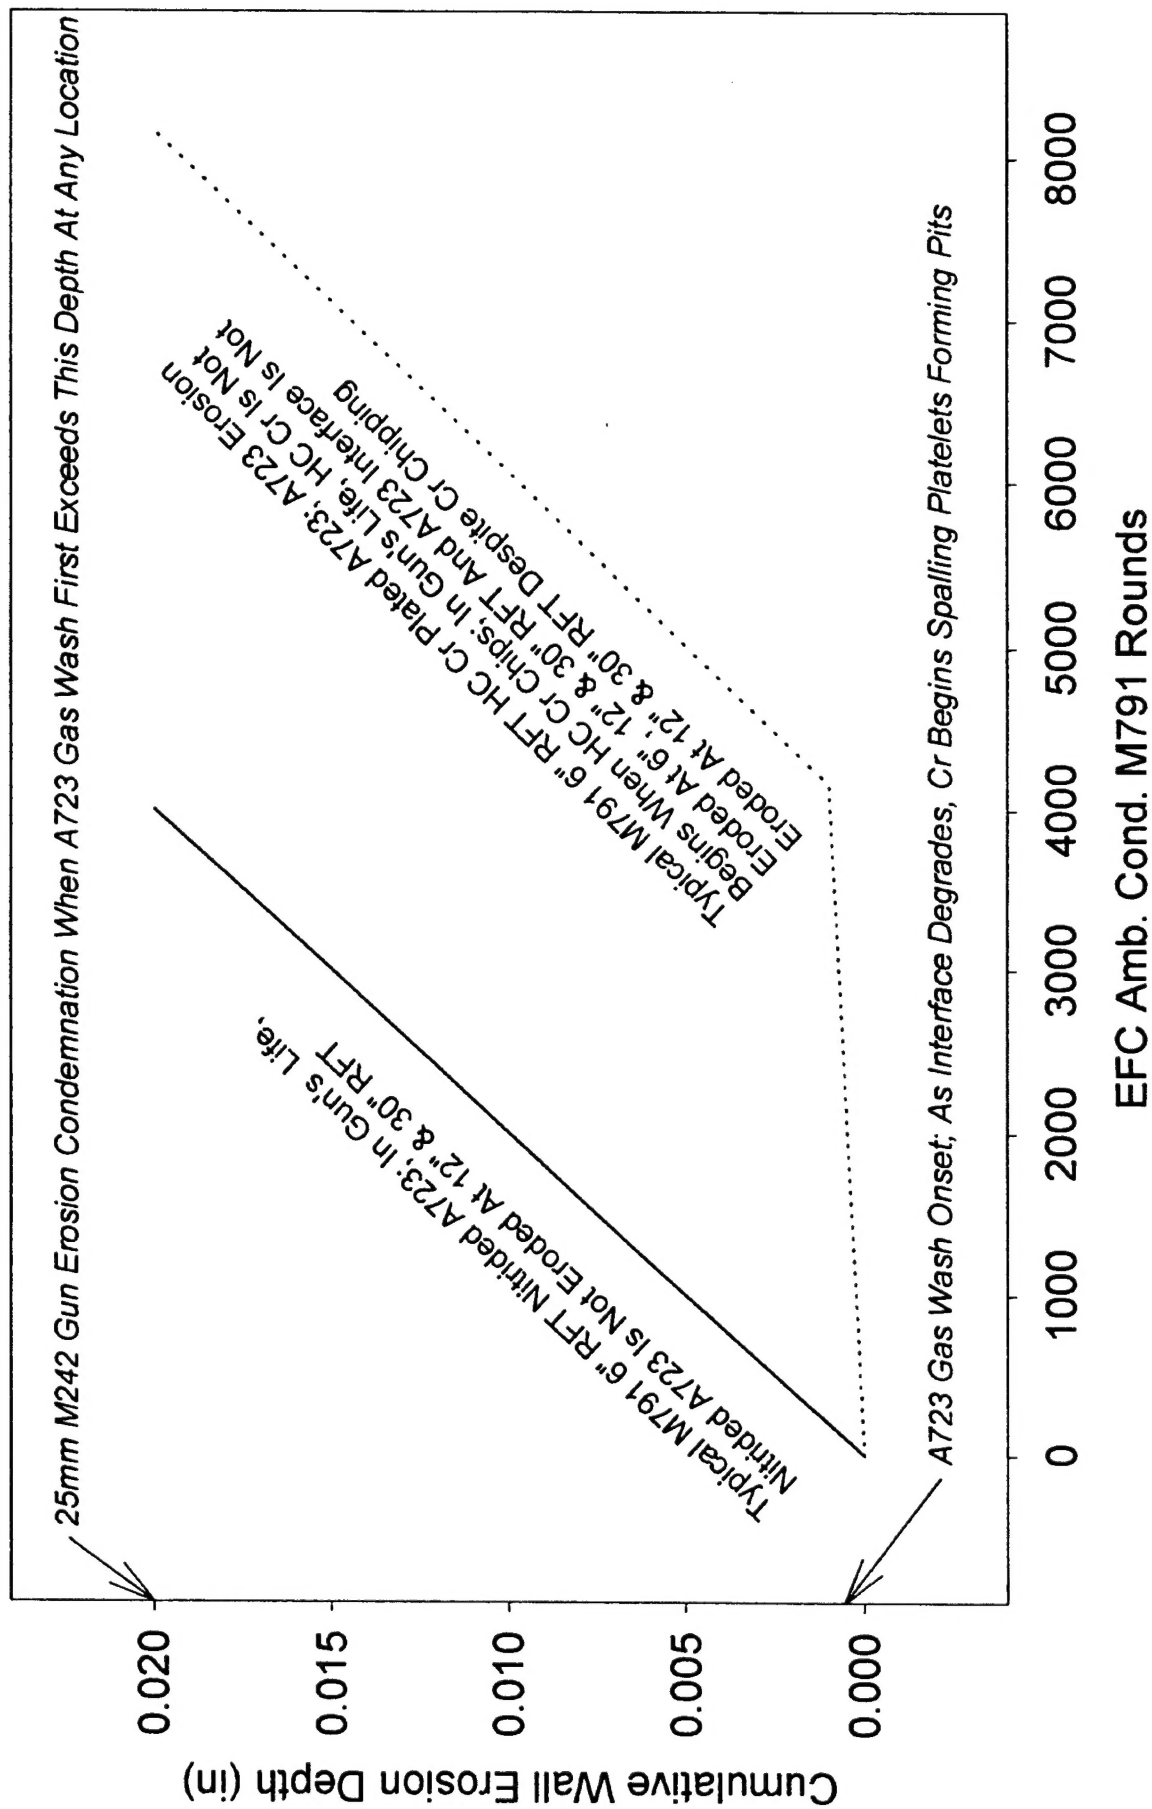 25mm M242 Gun Erosion Condemnation When A723 Gas Wash First Exceeds This Depth At Any Location
Typical M791 6" RFT Nitrided A723; In Gun's Life,
Nitrided A723 Is Not Eroded At 12" & 30" RFT
Typical M791 6" RFT HC Cr Plated A723; A723 Erosion
Begins When HC Cr Chips; In Gun's Life, HC Cr Is Not
Eroded At 6", 12" & 30" RFT And A723 Interface Is Not
Eroded At 12" & 30" RFT Despite Cr Chipping
A723 Gas Wash Onset; As Interface Degrades, Cr Begins Spalling Platelets Forming Pits
Cumulative Wall Erosion Depth (in)
0.020
0.015
0.010
0.005
0.000
0
1000
2000
3000
4000
5000
6000
7000
8000
EFC Amb. Cond. M791 Rounds